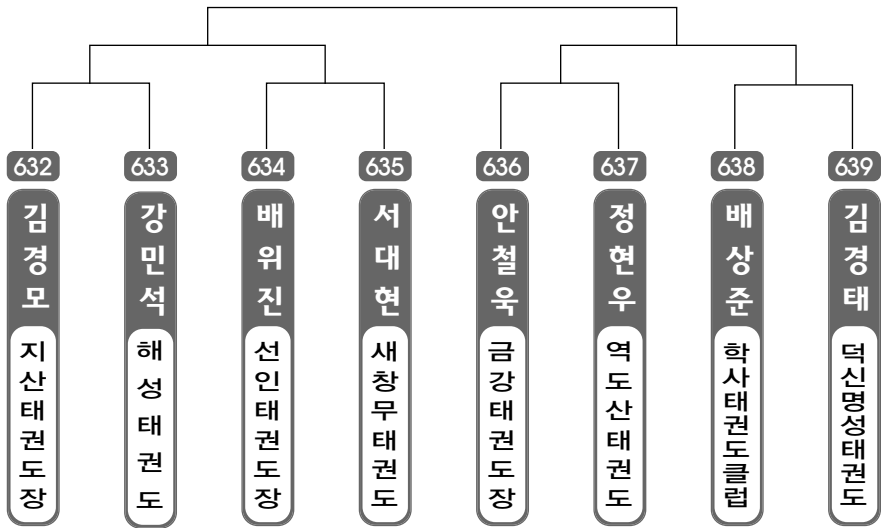 632
김경모
지산태권도장
633
강민석
해성태권도
634
배위진
선인태권도장
635
서대현
새창무태권도
636
안철욱
금강태권도장
637
정현우
역도산태권도
638
배상준
학사태권도클럽
639
김경태
덕신명성태권도